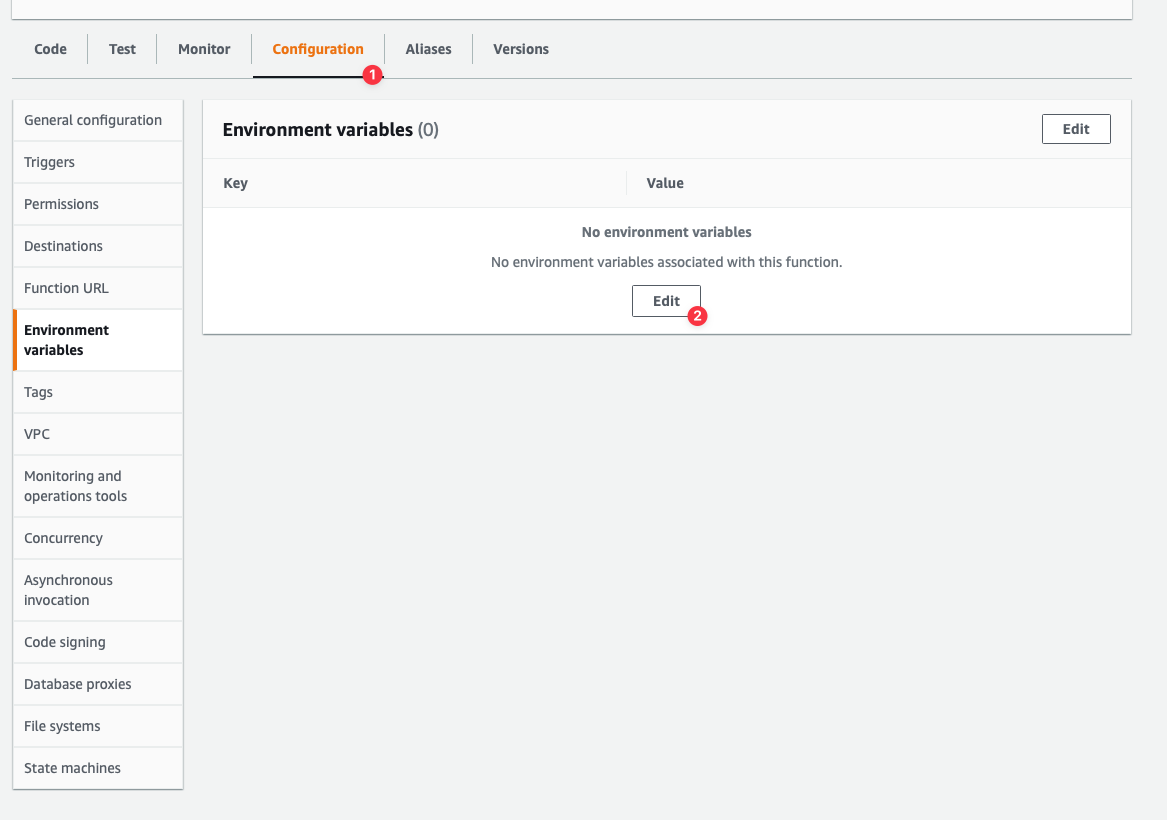 Code Test Monitor Configuration Aliases Versions
1
General configuration
Triggers
Permissions
Destinations
Function URL
Environment
variables
Tags
VPC
Monitoring and
operations tools
Concurrency
Asynchronous
invocation
Code signing
Database proxies
File systems
State machines
Environment variables (0)
Edit
Key Value
No environment variables
No environment variables associated with this function.
Edit
2